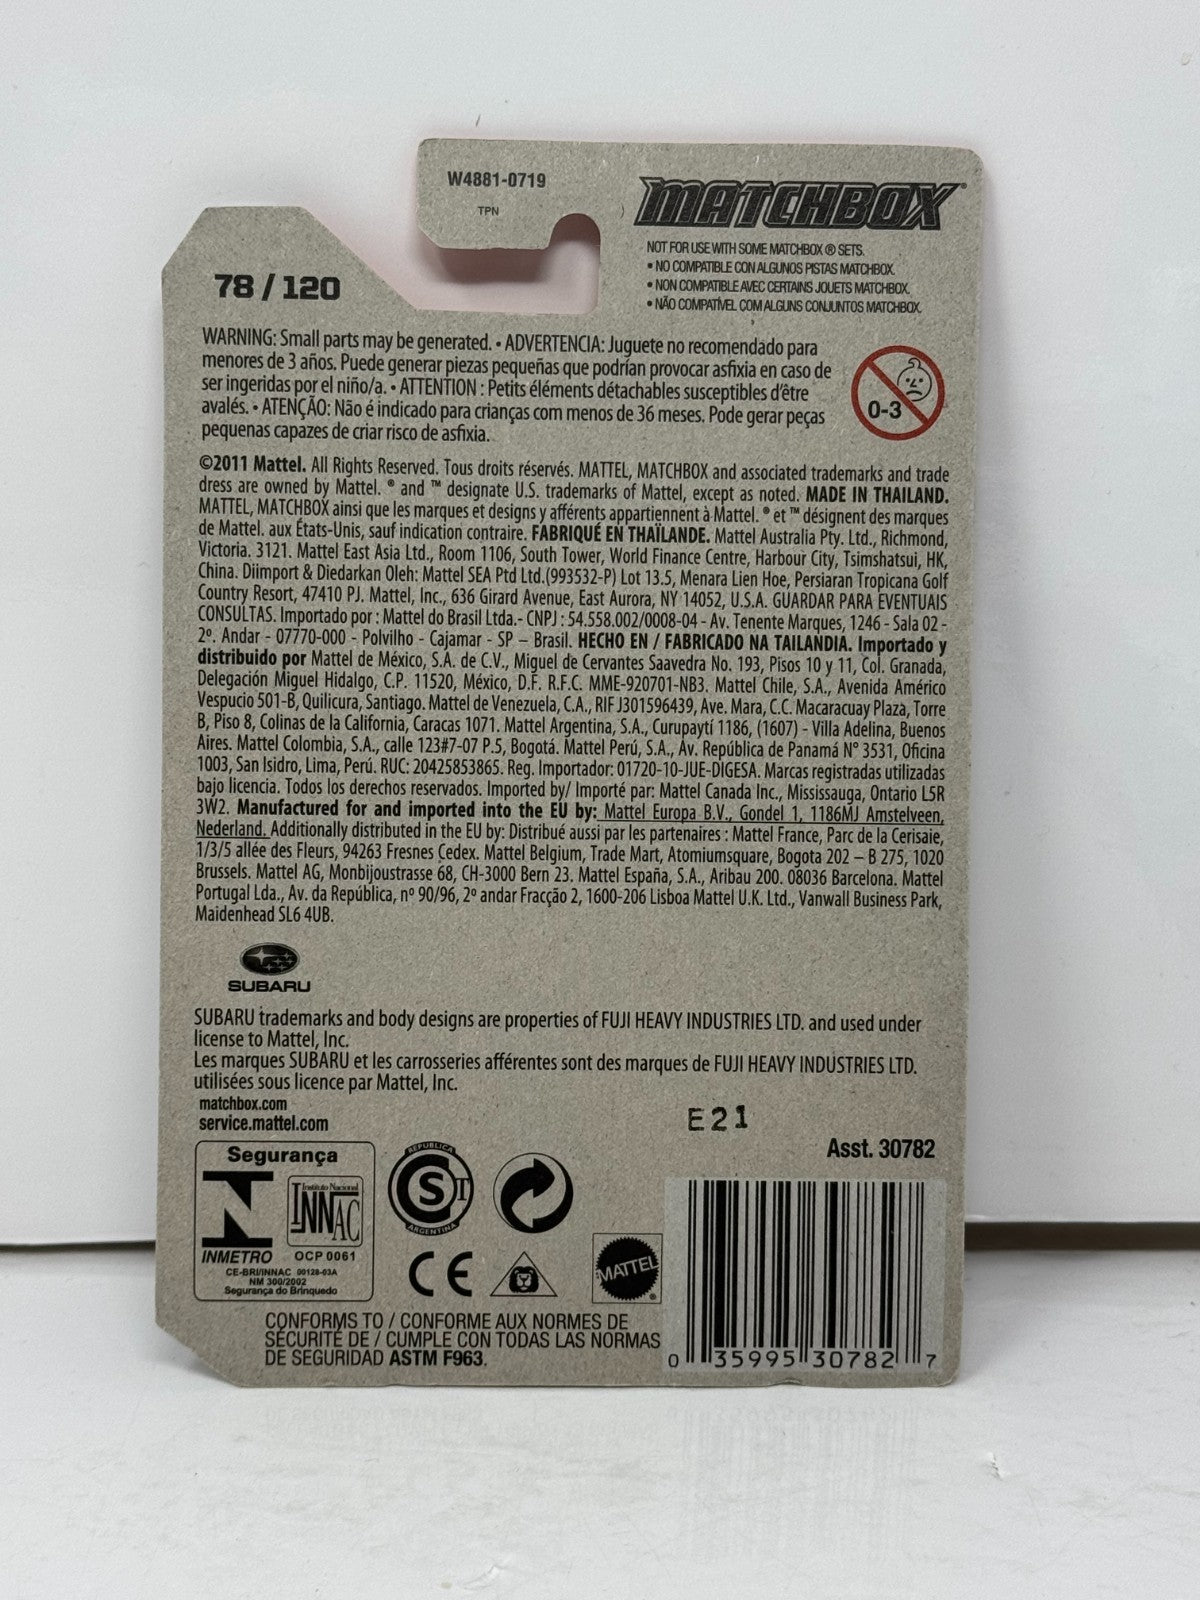 W4881-0719
TPN
MATCHBOX®
NOT FOR USE WITH SOME MATCHBOX ® SETS.
• NO COMPATIBLE CON ALGUNOS PISTAS MATCHBOX.
• NON COMPATIBLE AVEC CERTAINS JOUETS MATCHBOX.
• NÃO COMPATÍVEL COM ALGUNS CONJUNTOS MATCHBOX.
78 / 120
WARNING: Small parts may be generated. • ADVERTENCIA: Juguete no recomendado para
menores de 3 años. Puede generar piezas pequeñas que podrían provocar asfixia en caso de
ser ingeridas por el niño/a. • ATTENTION : Petits éléments détachables susceptibles d'être
avalés. • ATENÇÃO: Não é indicado para crianças com menos de 36 meses. Pode gerar peças
pequenas capazes de criar risco de asfixia.
0-3
©2011 Mattel. All Rights Reserved. Tous droits réservés. MATTEL, MATCHBOX and associated trademarks and trade
dress are owned by Mattel. ® and ™ designate U.S. trademarks of Mattel, except as noted. MADE IN THAILAND.
MATTEL, MATCHBOX ainsi que les marques et designs y afférents appartiennent à Mattel. ® et ™ désignent des marques
de Mattel. aux États-Unis, sauf indication contraire. FABRIQUÉ EN THAÏLANDE. Mattel Australia Pty. Ltd., Richmond,
Victoria. 3121. Mattel East Asia Ltd., Room 1106, South Tower, World Finance Centre, Harbour City, Tsimshatsui, HK,
China. Diimport & Diedarkan Oleh: Mattel SEA Ptd Ltd.(993532-P) Lot 13.5, Menara Lien Hoe, Persiaran Tropicana Golf
Country Resort, 47410 PJ. Mattel, Inc., 636 Girard Avenue, East Aurora, NY 14052, U.S.A. GUARDAR PARA EVENTUAIS
CONSULTAS. Importado por : Mattel do Brasil Ltda.- CNPJ : 54.558.002/0008-04 - Av. Tenente Marques, 1246 - Sala 02 -
2º. Andar - 07770-000 - Polvilho - Cajamar - SP – Brasil. HECHO EN / FABRICADO NA TAILANDIA. Importado y
distribuido por Mattel de México, S.A. de C.V., Miguel de Cervantes Saavedra No. 193, Pisos 10 y 11, Col. Granada,
Delegación Miguel Hidalgo, C.P. 11520, México, D.F. R.F.C. MME-920701-NB3. Mattel Chile, S.A., Avenida Américo
Vespucio 501-B, Quilicura, Santiago. Mattel de Venezuela, C.A., RIF J301596439, Ave. Mara, C.C. Macaracuay Plaza, Torre
B, Piso 8, Colinas de la California, Caracas 1071. Mattel Argentina, S.A., Curupaytí 1186, (1607) - Villa Adelina, Buenos
Aires. Mattel Colombia, S.A., calle 123#7-07 P.5, Bogotá. Mattel Perú, S.A., Av. República de Panamá N° 3531, Oficina
1003, San Isidro, Lima, Perú. RUC: 20425853865. Reg. Importador: 01720-10-JUE-DIGESA. Marcas registradas utilizadas
bajo licencia. Todos los derechos reservados. Imported by/ Importé par: Mattel Canada Inc., Mississauga, Ontario L5R
3W2. Manufactured for and imported into the EU by: Mattel Europa B.V., Gondel 1, 1186MJ Amstelveen,
Nederland. Additionally distributed in the EU by: Distribué aussi par les partenaires : Mattel France, Parc de la Cerisaie,
1/3/5 allée des Fleurs, 94263 Fresnes Cedex. Mattel Belgium, Trade Mart, Atomiumsquare, Bogota 202 – B 275, 1020
Brussels. Mattel AG, Monbijoustrasse 68, CH-3000 Bern 23. Mattel España, S.A., Aribau 200. 08036 Barcelona. Mattel
Portugal Lda., Av. da República, nº 90/96, 2º andar Fracção 2, 1600-206 Lisboa Mattel U.K. Ltd., Vanwall Business Park,
Maidenhead SL6 4UB.
SUBARU
SUBARU trademarks and body designs are properties of FUJI HEAVY INDUSTRIES LTD. and used under
license to Mattel, Inc.
Les marques SUBARU et les carrosseries afférentes sont des marques de FUJI HEAVY INDUSTRIES LTD.
utilisées sous licence par Mattel, Inc.
matchbox.com
service.mattel.com
E21
Asst. 30782
Segurança
Instituto Nacional
INNAC
INMETRO
OCP 0061
CE-BRI/INNAC 00128-03A
NM 300/2002
Segurança do Brinquedo
REPUBLICA
S
ARGENTINA
CE
MATTEL®
CONFORMS TO / CONFORME AUX NORMES DE
SÉCURITÉ DE / CUMPLE CON TODAS LAS NORMAS
DE SEGURIDAD ASTM F963.
0 35995 30782 7